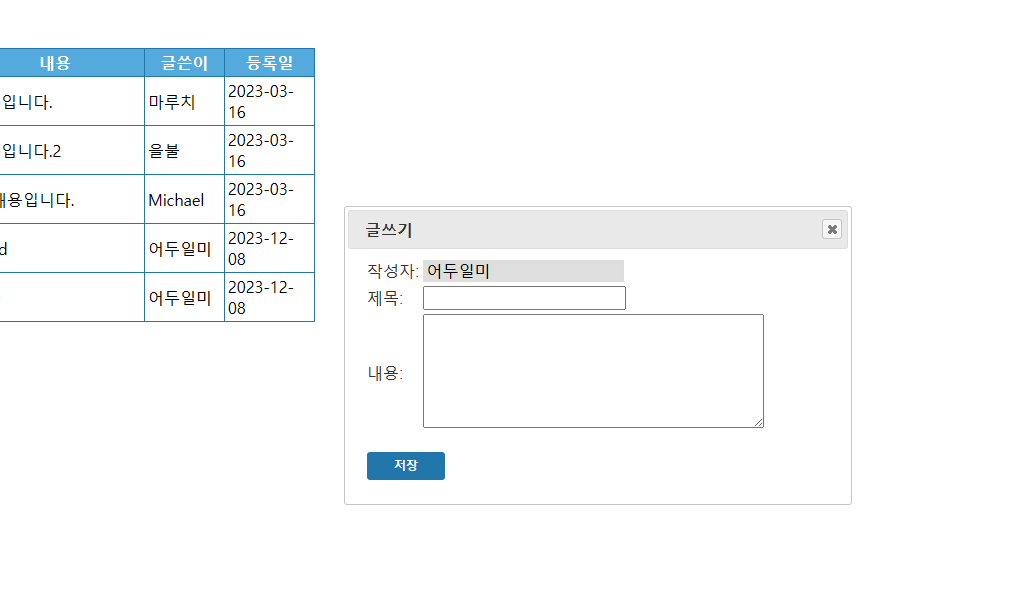 내용 글쓴이 등록일
입니다. 마루치 2023-03-
16
입니다.2 을불 2023-03-
16
내용입니다. Michael 2023-03-
16
d 어두일미 2023-12-
08
어두일미 2023-12-
08
글쓰기
작성자: 어두일미
제목:
내용:
저장